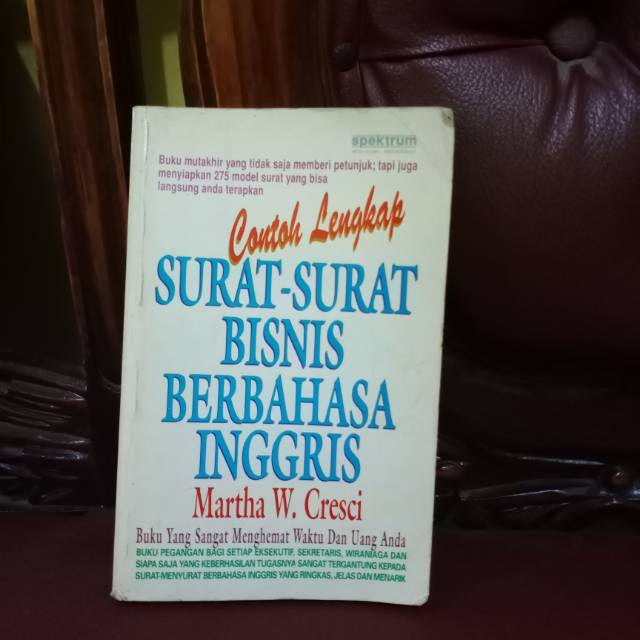 spektrum
Buku mutakhir yang tidak saja memberi petunjuk; tapi juga
menyiapkan 275 model surat yang bisa
langsung anda terapkan
Contoh Lengkap
SURAT-SURAT
BISNIS
BERBAHASA
INGGRIS
Martha W. Cresci
Buku Yang Sangat Menghemat Waktu Dan Uang Anda
BUKU PEGANGAN BAGI SETIAP EKSEKUTIF, SEKRETARIS, WIRANIAGA DAN
SIAPA SAJA YANG KEBERHASILAN TUGASNYA SANGAT TERGANTUNG KEPADA
SURAT-MENYURAT BERBAHASA INGGRIS YANG RINGKAS, JELAS DAN MENARIK